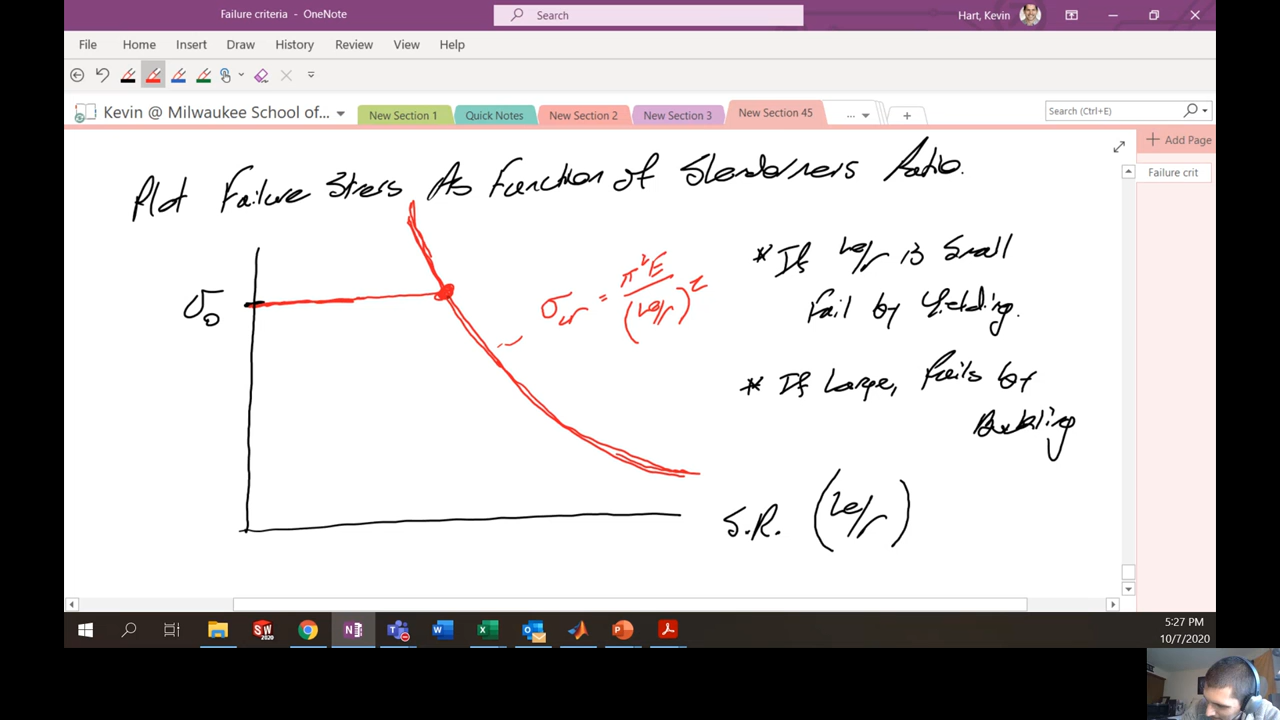 Failure criteria - OneNote
Search
Hart, Kevin
File Home Insert Draw History Review View Help
Kevin @ Milwaukee School of...
New Section 1
Quick Notes
New Section 2
New Section 3
New Section 45
...
Search (Ctrl+E)
Add Page
Failure crit
Plot Failure Stress As Function of Slenderness Ratio.
σ₀
σcr = π²E / (Le/r)²
* If Le/r is Small
Fail by Yielding.
* If Large, Fails by
Buckling
S.R. (Le/r)
SW
2020
5:27 PM
10/7/2020